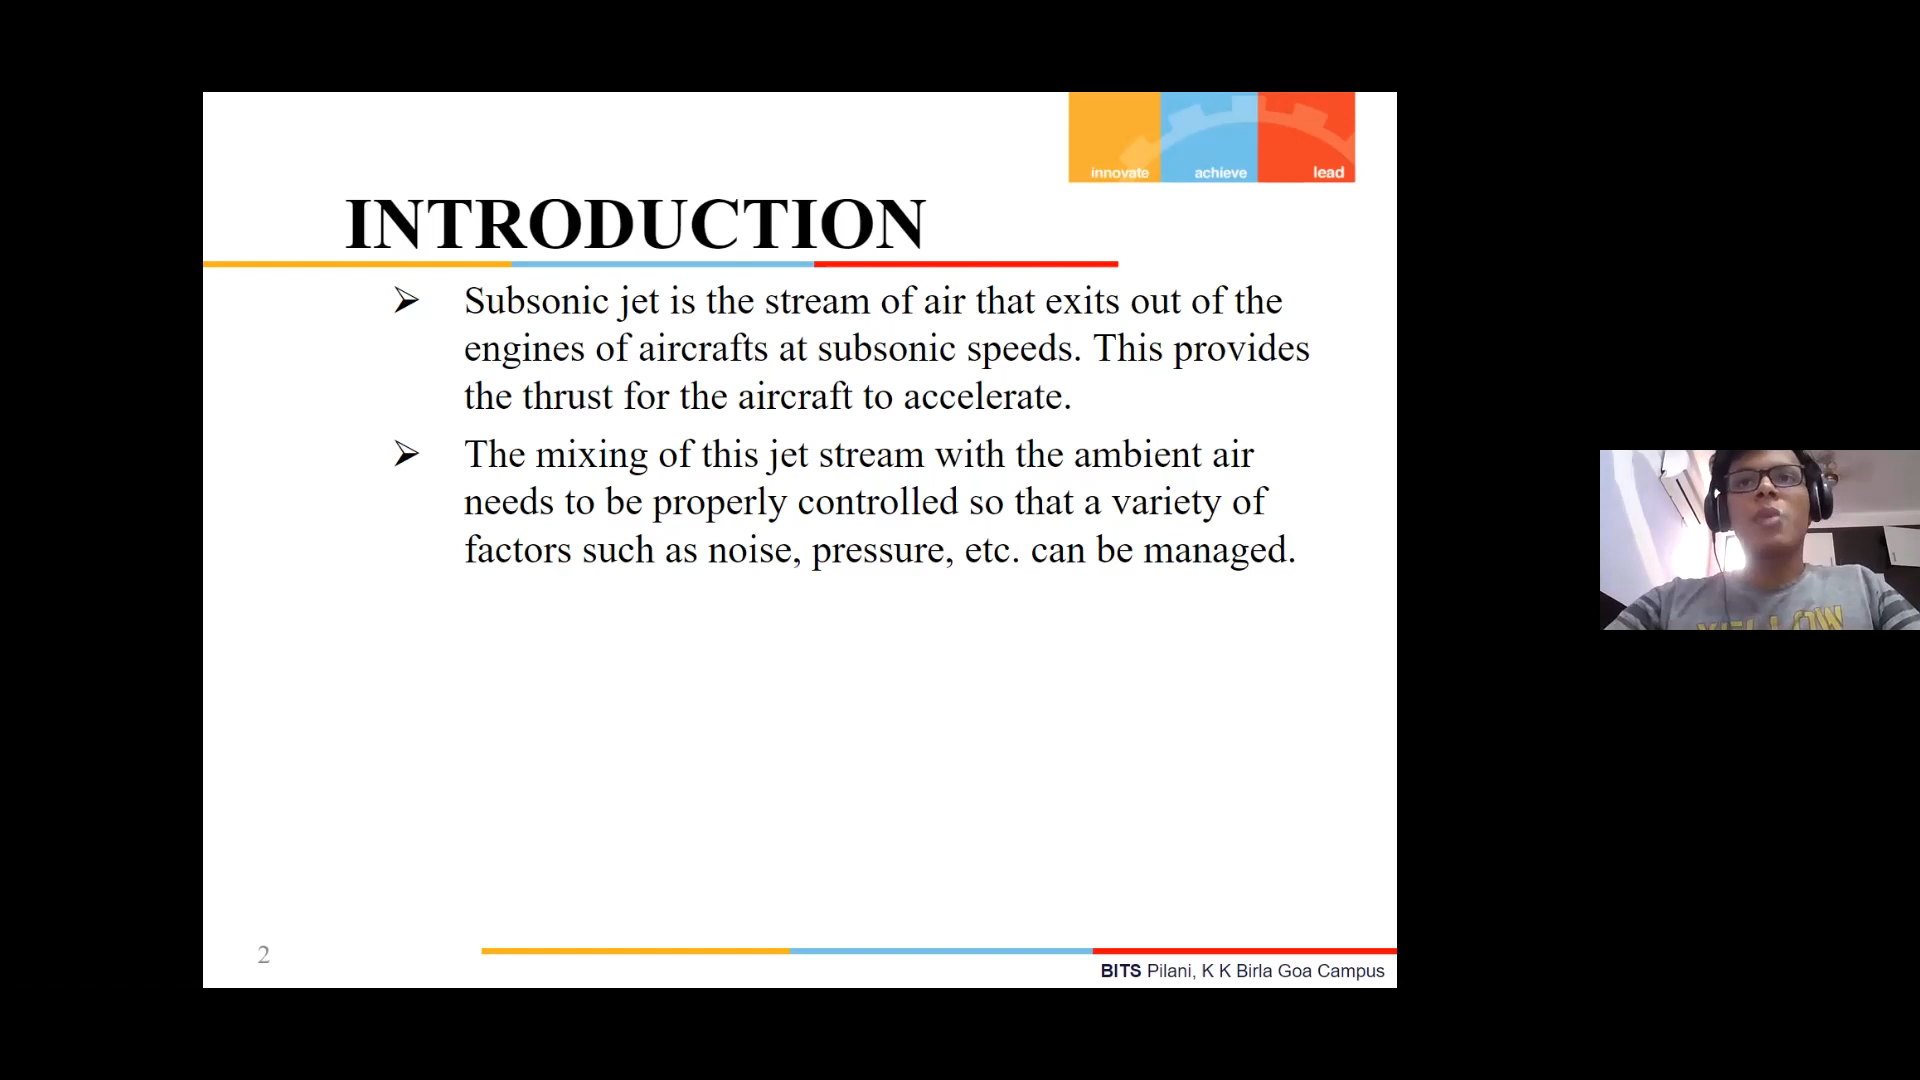 innovate achieve lead
INTRODUCTION
➢ Subsonic jet is the stream of air that exits out of the
engines of aircrafts at subsonic speeds. This provides
the thrust for the aircraft to accelerate.
➢ The mixing of this jet stream with the ambient air
needs to be properly controlled so that a variety of
factors such as noise, pressure, etc. can be managed.
YELLOW
2
BITS Pilani, K K Birla Goa Campus